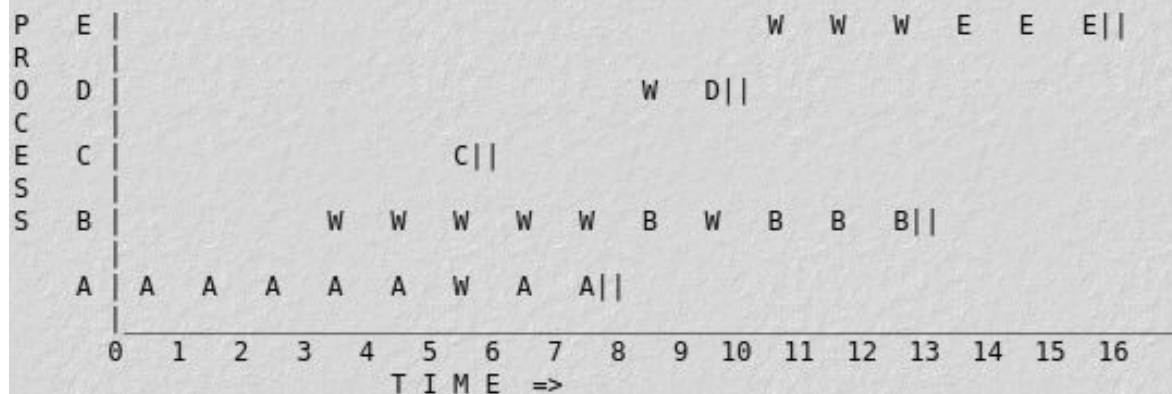 P E | W W W E E E||
R |
O D | W D||
C |
E C | C||
S |
S B | W W W W W B W B B B||
|
A | A A A A A W A A||
|
0 1 2 3 4 5 6 7 8 9 10 11 12 13 14 15 16
T I M E =>